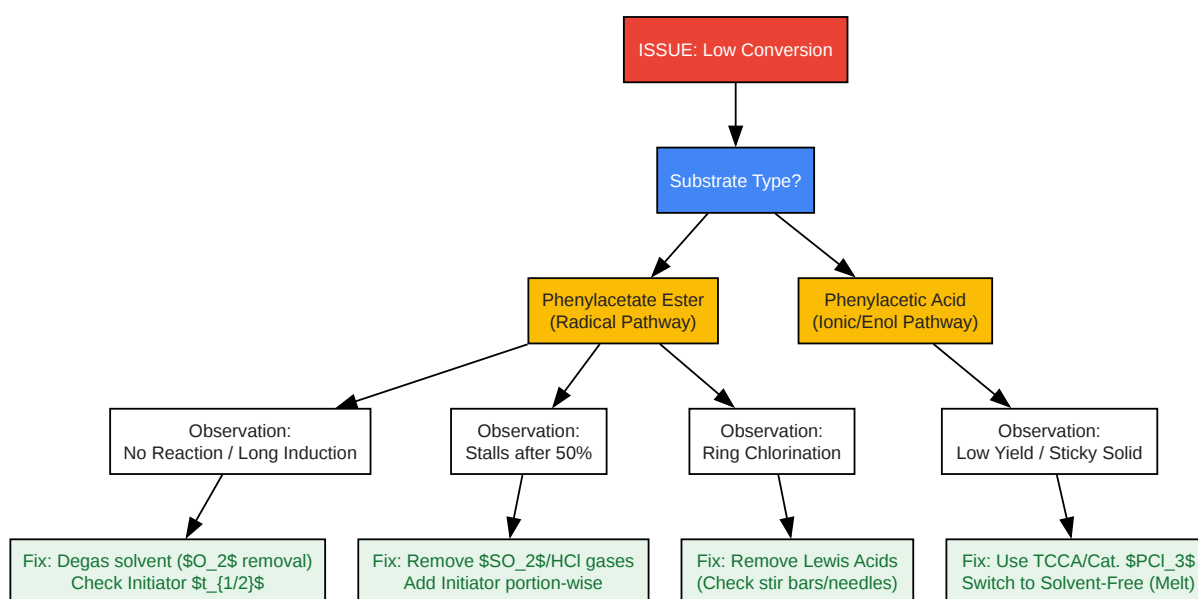 ISSUE: Low Conversion
Substrate Type?
Phenylacetate Ester
(Radical Pathway)
Phenylacetic Acid
(Ionic/Enol Pathway)
Observation:
No Reaction / Long Induction
Observation:
Stalls after 50%
Observation:
Ring Chlorination
Observation:
Low Yield / Sticky Solid
Fix: Degas solvent ($O_2$ removal)
Check Initiator $t_{1/2}$
Fix: Remove $SO_2$/HCl gases
Add Initiator portion-wise
Fix: Remove Lewis Acids
(Check stir bars/needles)
Fix: Use TCCA/Cat. $PCl_3$
Switch to Solvent-Free (Melt)